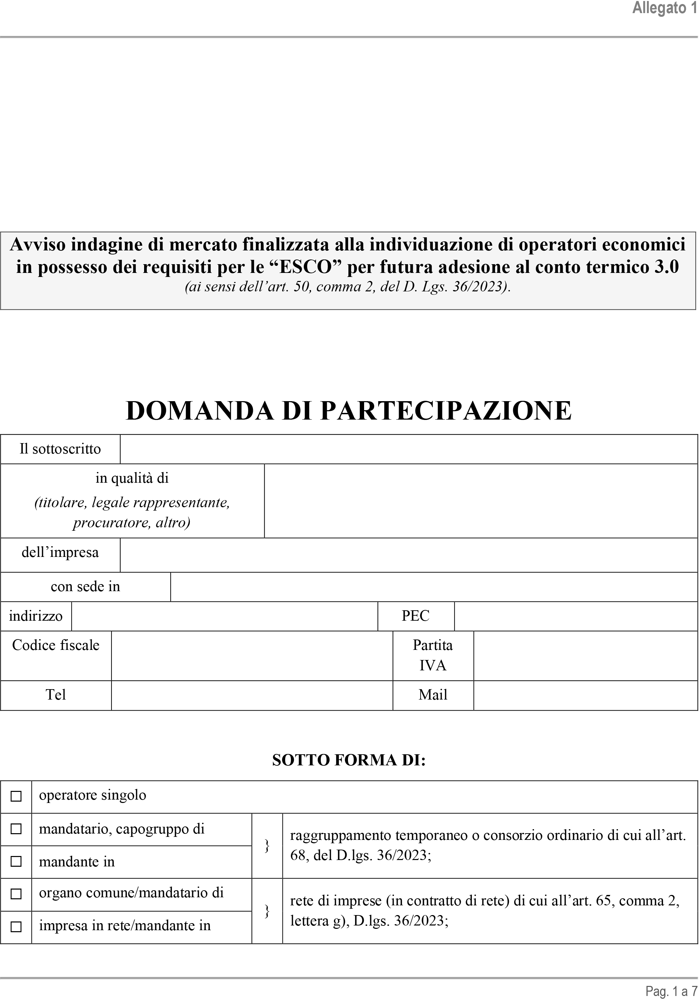 Allegato 1
Avviso indagine di mercato finalizzata alla individuazione di operatori economici
in possesso dei requisiti per le “ESCO” per futura adesione al conto termico 3.0
(ai sensi dell’art. 50, comma 2, del D. Lgs. 36/2023).
DOMANDA DI PARTECIPAZIONE
Il sottoscritto
in qualità di
(titolare, legale rappresentante,
procuratore, altro)
dell’impresa
con sede in
indirizzo PEC
Codice fiscale Partita
IVA
Tel Mail
SOTTO FORMA DI:
☐ operatore singolo
☐ mandatario, capogruppo di
☐ mandante in
}
raggruppamento temporaneo o consorzio ordinario di cui all’art.
68, del D.lgs. 36/2023;
☐ organo comune/mandatario di
☐ impresa in rete/mandante in
}
rete di imprese (in contratto di rete) di cui all’art. 65, comma 2,
lettera g), D.lgs. 36/2023;
Pag. 1 a 7